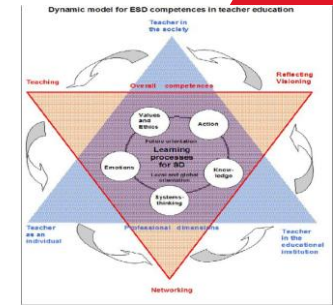 Dynamic model for ESD competences in teacher education
Teacher in
the society
Teaching
Overall competences
Reflecting
Visioning
Values
and
Ethics
Action
Future orientation
Learning
processes
for SD
Emotions
Know-
ledge
Local and global
orientation
Systems-
thinking
Teacher
as an
individual
Professional dimensions
Teacher
in the
educational
institution
Networking